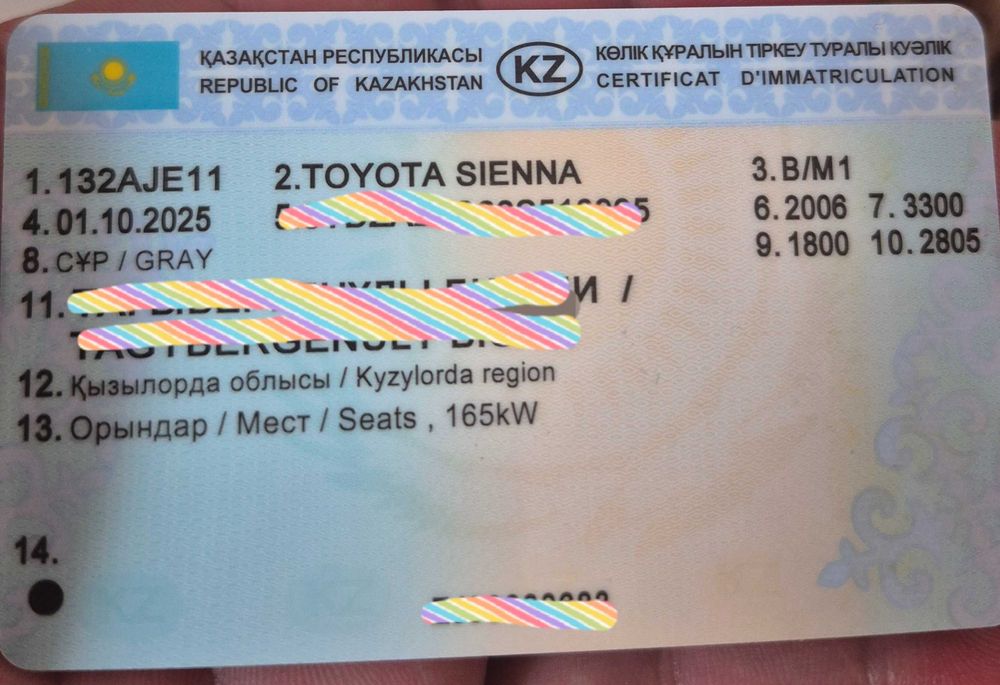 ҚАЗАҚСТАН РЕСПУБЛИКАСЫ
REPUBLIC OF KAZAKHSTAN
KZ
КӨЛІК ҚҰРАЛЫН ТІРКЕУ ТУРАЛЫ КУӘЛІК
CERTIFICAT D'IMMATRICULATION
1.132AJE11 2.TOYOTA SIENNA 3.B/M1
4.01.10.2025 6.2006 7.3300
8.СҰР / GRAY 9.1800 10.2805
11. /
12.Қызылорда облысы / Kyzylorda region
13.Орындар / Мест / Seats , 165kW
14.